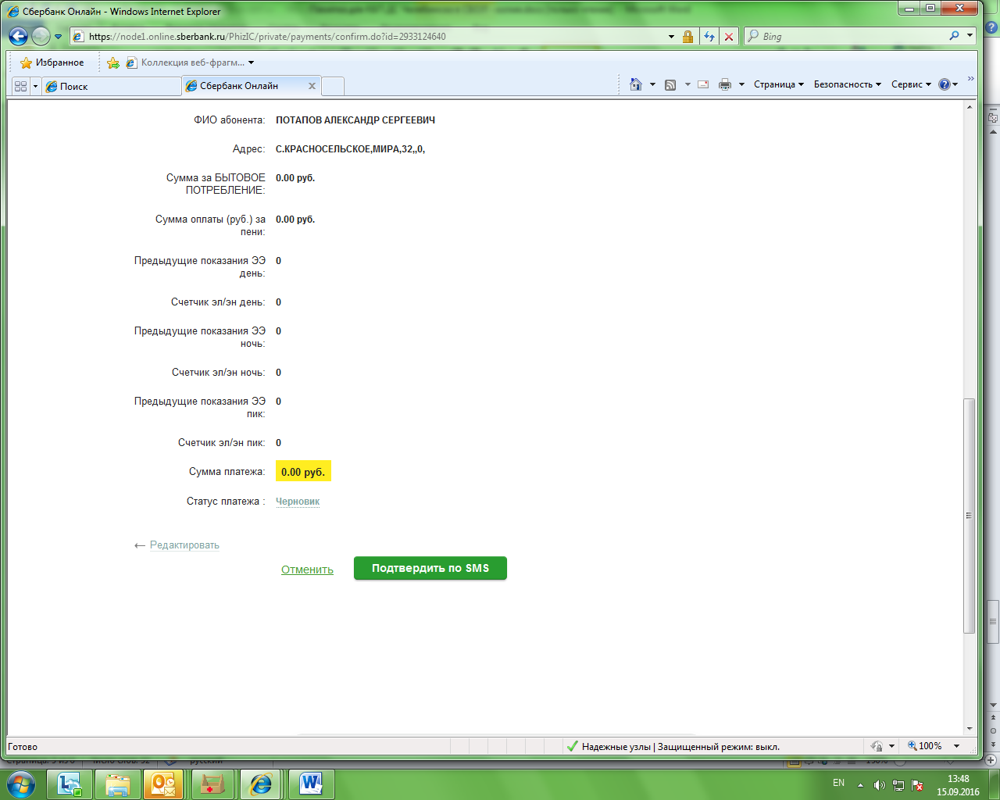 Сбербанк Онлайн - Windows Internet Explorer
https://node1.online.sberbank.ru/PhizIC/private/payments/confirm.do?id=2933124640
Bing
Избранное
Коллекция веб-фрагм...
Поиск
Сбербанк Онлайн
Страница
Безопасность
Сервис
ФИО абонента: ПОТАПОВ АЛЕКСАНДР СЕРГЕЕВИЧ
Адрес: С.КРАСНОСЕЛЬСКОЕ,МИРА,32,,0,
Сумма за БЫТОВОЕ 0.00 руб.
ПОТРЕБЛЕНИЕ:
Сумма оплаты (руб.) за 0.00 руб.
пени:
Предыдущие показания ЭЭ 0
день:
Счетчик эл/эн день: 0
Предыдущие показания ЭЭ 0
ночь:
Счетчик эл/эн ночь: 0
Предыдущие показания ЭЭ 0
пик:
Счетчик эл/эн пик: 0
Сумма платежа: 0.00 руб.
Статус платежа : Черновик
← Редактировать
Отменить
Подтвердить по SMS
Готово
Надежные узлы | Защищенный режим: выкл.
100%
EN
13:48
15.09.2016